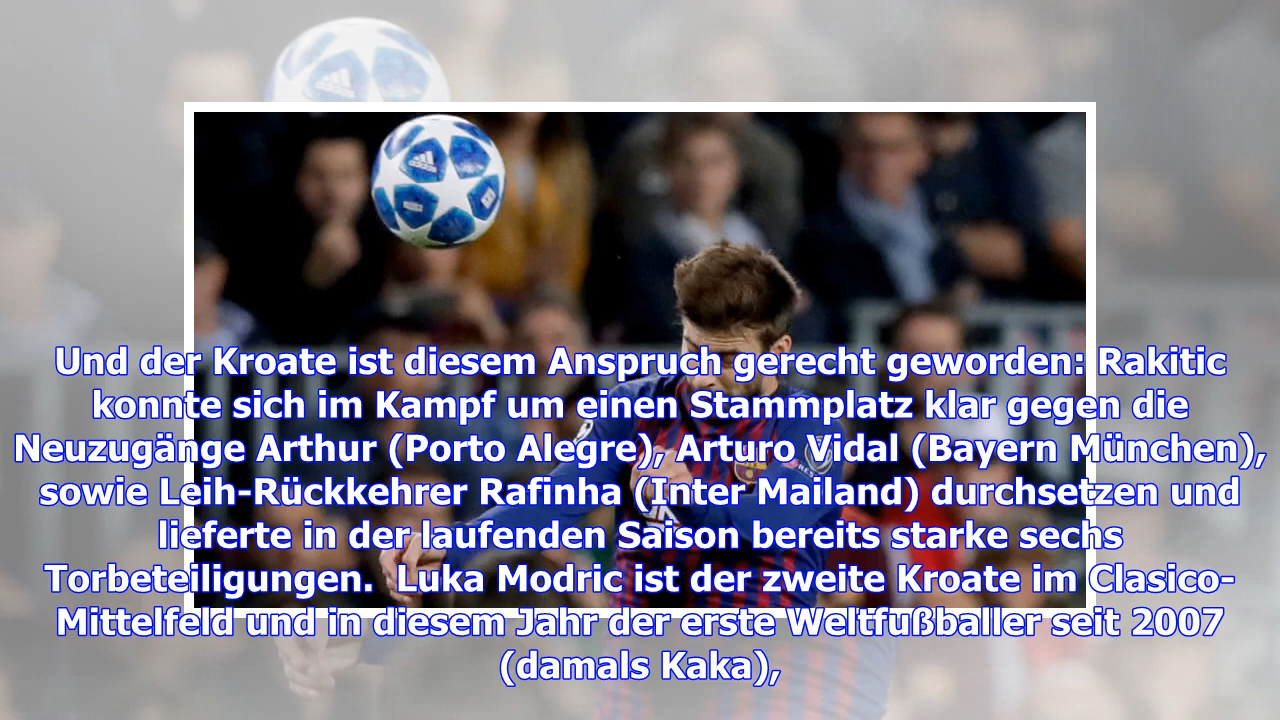 Und der Kroate ist diesem Anspruch gerecht geworden: Rakitic
konnte sich im Kampf um einen Stammplatz klar gegen die
Neuzugänge Arthur (Porto Alegre), Arturo Vidal (Bayern München),
sowie Leih-Rückkehrer Rafinha (Inter Mailand) durchsetzen und
lieferte in der laufenden Saison bereits starke sechs
Torbeteiligungen.  Luka Modric ist der zweite Kroate im Clasico-
Mittelfeld und in diesem Jahr der erste Weltfußballer seit 2007
(damals Kaka),